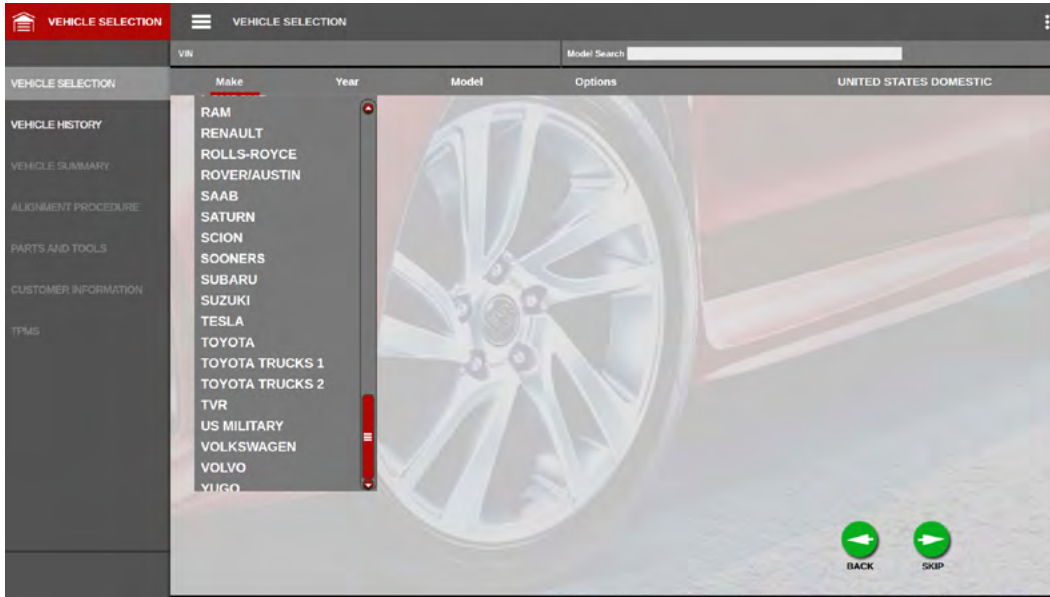 VEHICLE SELECTION
VEHICLE SELECTION
VIN
Model Search
VEHICLE SELECTION
Make
Year
Model
Options
UNITED STATES DOMESTIC
VEHICLE HISTORY
VEHICLE SUMMARY
ALIGNMENT PROCEDURE
PARTS AND TOOLS
CUSTOMER INFORMATION
TPMS
RAM
RENAULT
ROLLS-ROYCE
ROVER/AUSTIN
SAAB
SATURN
SCION
SOONERS
SUBARU
SUZUKI
TESLA
TOYOTA
TOYOTA TRUCKS 1
TOYOTA TRUCKS 2
TVR
US MILITARY
VOLKSWAGEN
VOLVO
YUGO
BACK
SKIP